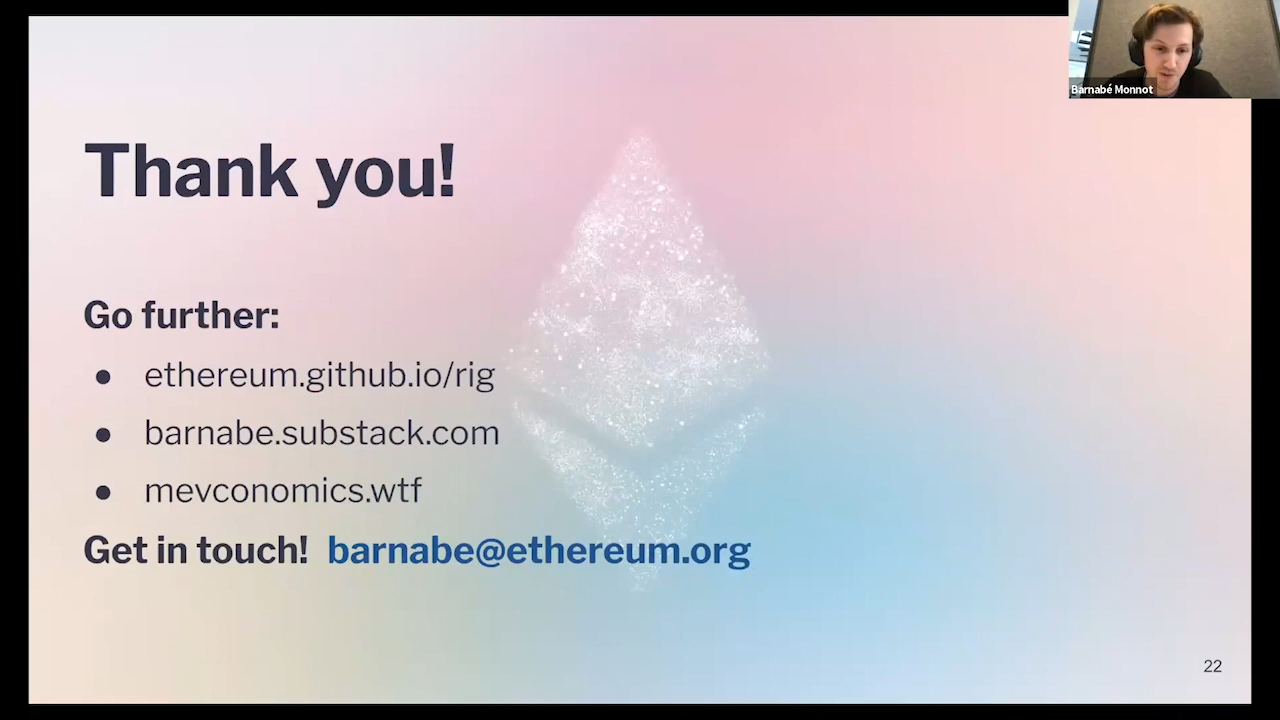 Barnabé Monnot
Thank you!
Go further:
● ethereum.github.io/rig
● barnabe.substack.com
● mevconomics.wtf
Get in touch! barnabe@ethereum.org
22